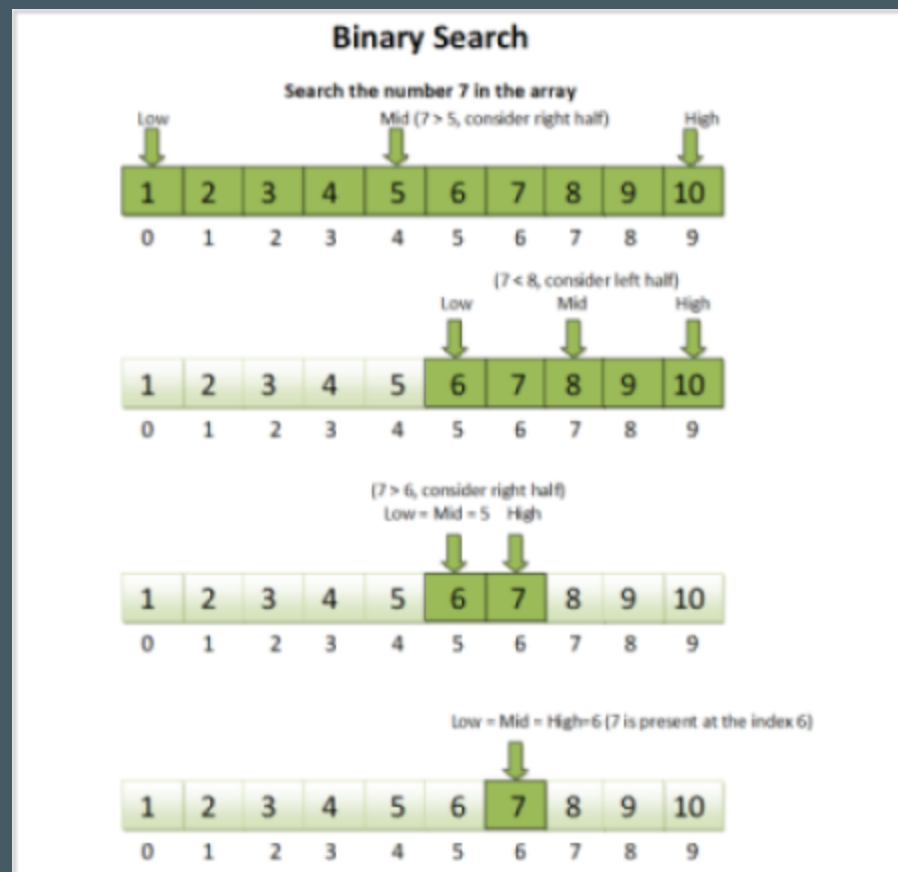 Binary Search
Search the number 7 in the array
Low Mid (7 > 5, consider right half) High
1 2 3 4 5 6 7 8 9 10
0 1 2 3 4 5 6 7 8 9
(7 < 8, consider left half)
Low Mid High
1 2 3 4 5 6 7 8 9 10
0 1 2 3 4 5 6 7 8 9
(7 > 6, consider right half)
Low = Mid = 5 High
1 2 3 4 5 6 7 8 9 10
0 1 2 3 4 5 6 7 8 9
Low = Mid = High=6 (7 is present at the index 6)
1 2 3 4 5 6 7 8 9 10
0 1 2 3 4 5 6 7 8 9